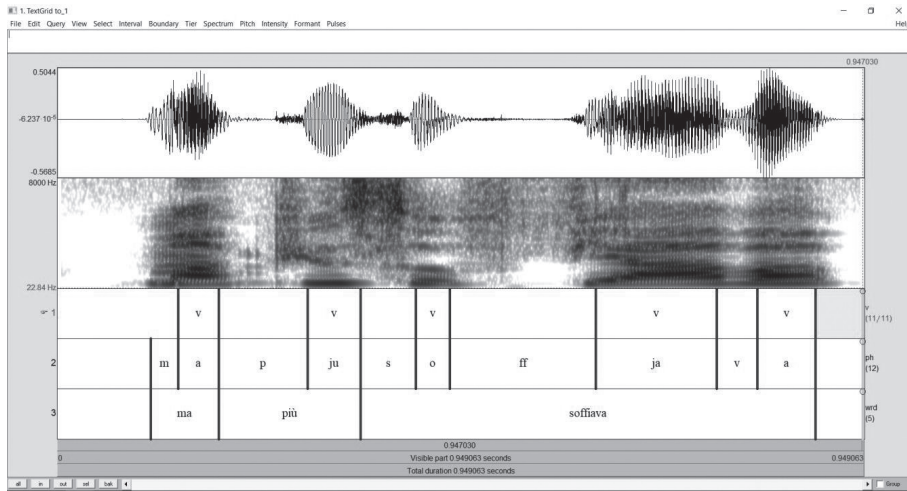 1. TextGrid to_1
File Edit Query View Select Interval Boundary Tier Spectrum Pitch Intensity Formant Pulses Hel
0.947030
0.5044
-6.237·10-6
-0.5685
8000 Hz
22.84 Hz
1 v v v v v v (11/11)
2 m a p ju s o ff ja v a ph (12)
3 ma più soffiava wrd (5)
0.947030
0 Visible part 0.949063 seconds 0.949063
Total duration 0.949063 seconds
all in out sel bak Group